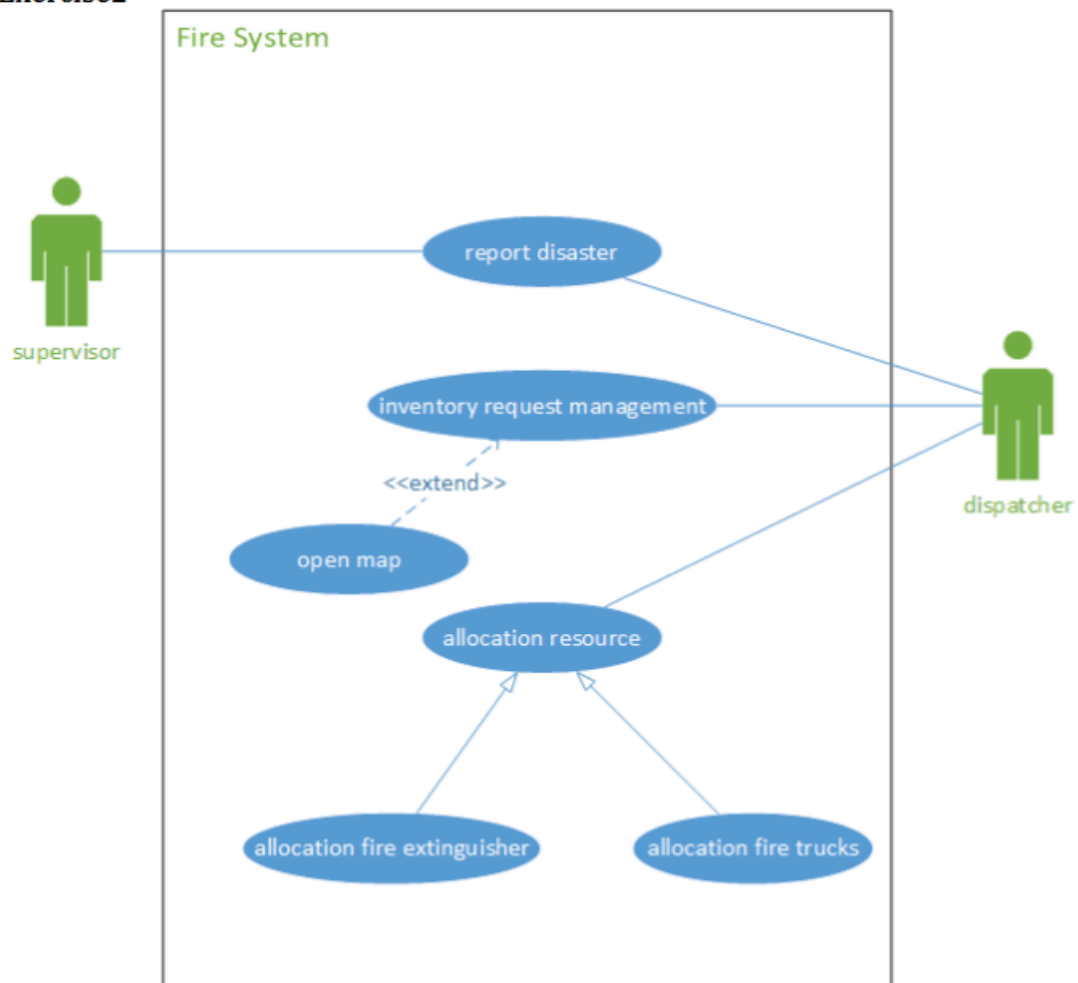 Fire System
report disaster
supervisor
inventory request management
<<extend>>
dispatcher
open map
allocation resource
allocation fire extinguisher
allocation fire trucks